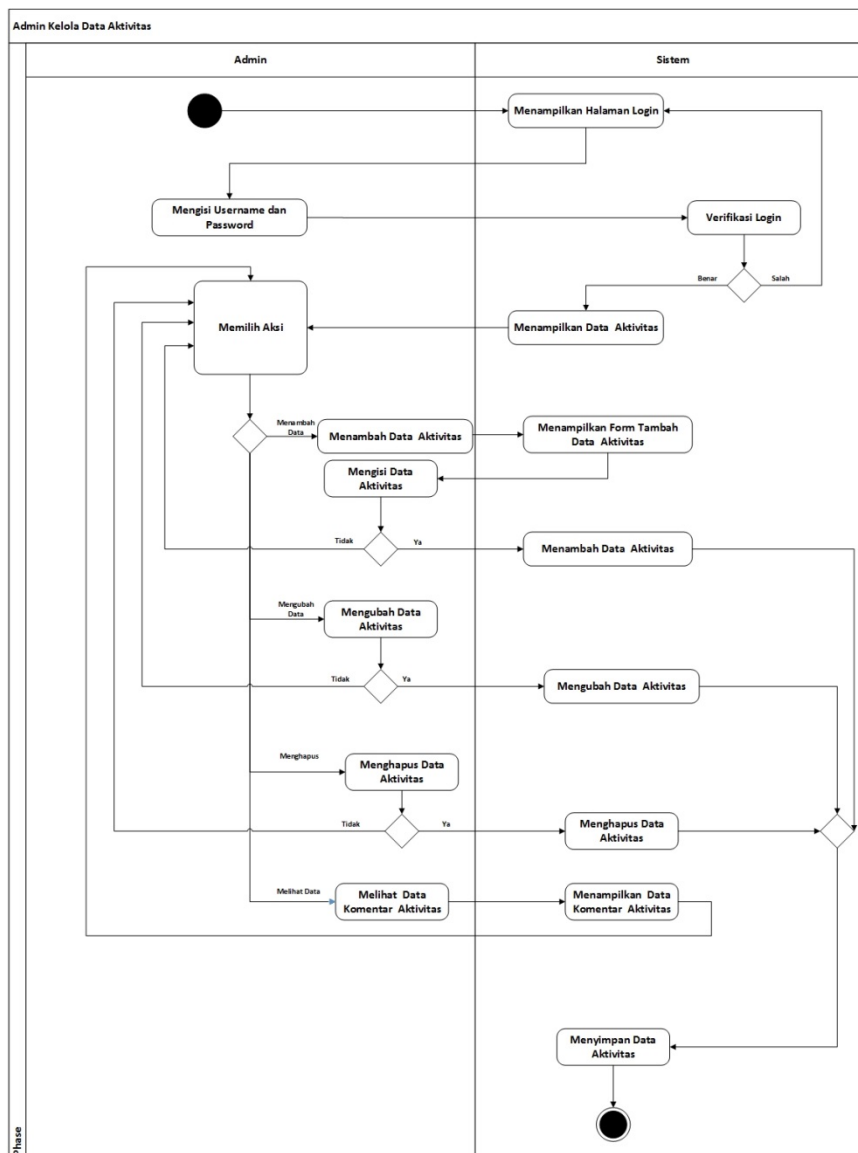 Admin Kelola Data Aktivitas
Admin
Sistem
Menampilkan Halaman Login
Mengisi Username dan
Password
Verifikasi Login
Benar
Salah
Memilih Aksi
Menampilkan Data Aktivitas
Menambah
Data
Menambah Data Aktivitas
Menampilkan Form Tambah
Data Aktivitas
Mengisi Data
Aktivitas
Tidak
Ya
Menambah Data Aktivitas
Mengubah
Data
Mengubah Data
Aktivitas
Tidak
Ya
Mengubah Data Aktivitas
Menghapus
Menghapus Data
Aktivitas
Tidak
Ya
Menghapus Data
Aktivitas
Melihat Data
Melihat Data
Komentar Aktivitas
Menampilkan Data
Komentar Aktivitas
Menyimpan Data
Aktivitas
Phase